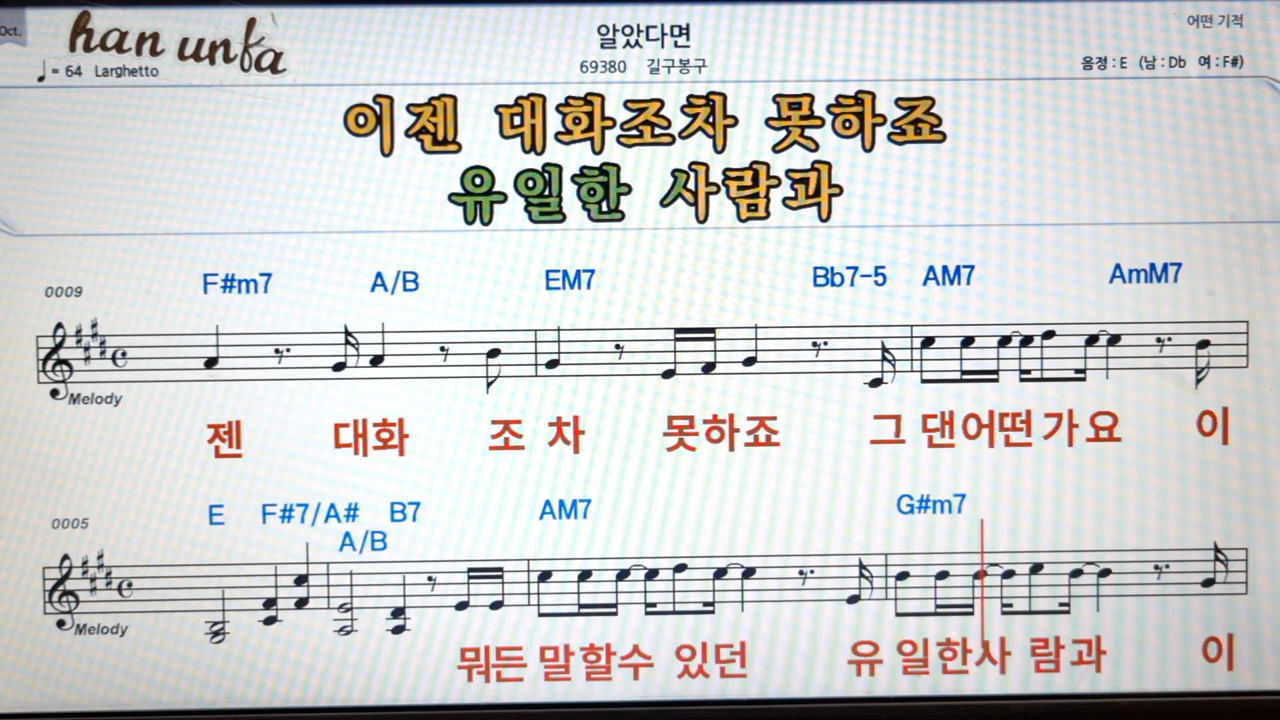 Oct.
han unfa
어떤 기적
알았다면
♩= 64 Larghetto
69380 길구봉구
음정 : E (남 : Db 여 : F#)
이젠 대화조차 못하죠
유일한 사람과
0009
F#m7 A/B EM7 Bb7-5 AM7 AmM7
Melody
젠 대화 조 차 못하죠 그 댄어떤가요 이
0005
E F#7/A# B7 AM7 G#m7
A/B
Melody
뭐든 말할수 있던 유 일한사 람과 이